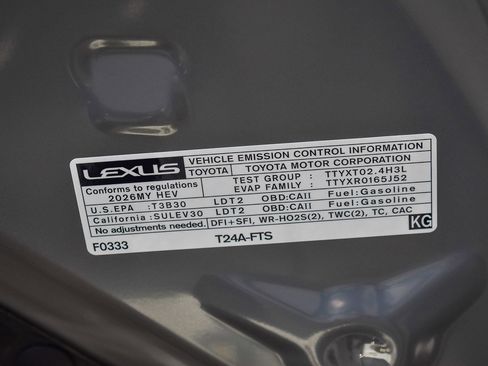 LEXUS VEHICLE EMISSION CONTROL INFORMATION
TOYOTA TOYOTA MOTOR CORPORATION
Conforms to regulations TEST GROUP : TTYXT02.4H3L
2026MY HEV EVAP FAMILY : TTYXR0165J52
U.S.EPA :T3B30 LDT2 OBD:CAII Fuel:Gasoline
California :SULEV30 LDT2 OBD:CAII Fuel:Gasoline
No adjustments needed. DFI+SFI, WR-HO2S(2), TWC(2), TC, CAC KG
F0333 T24A-FTS